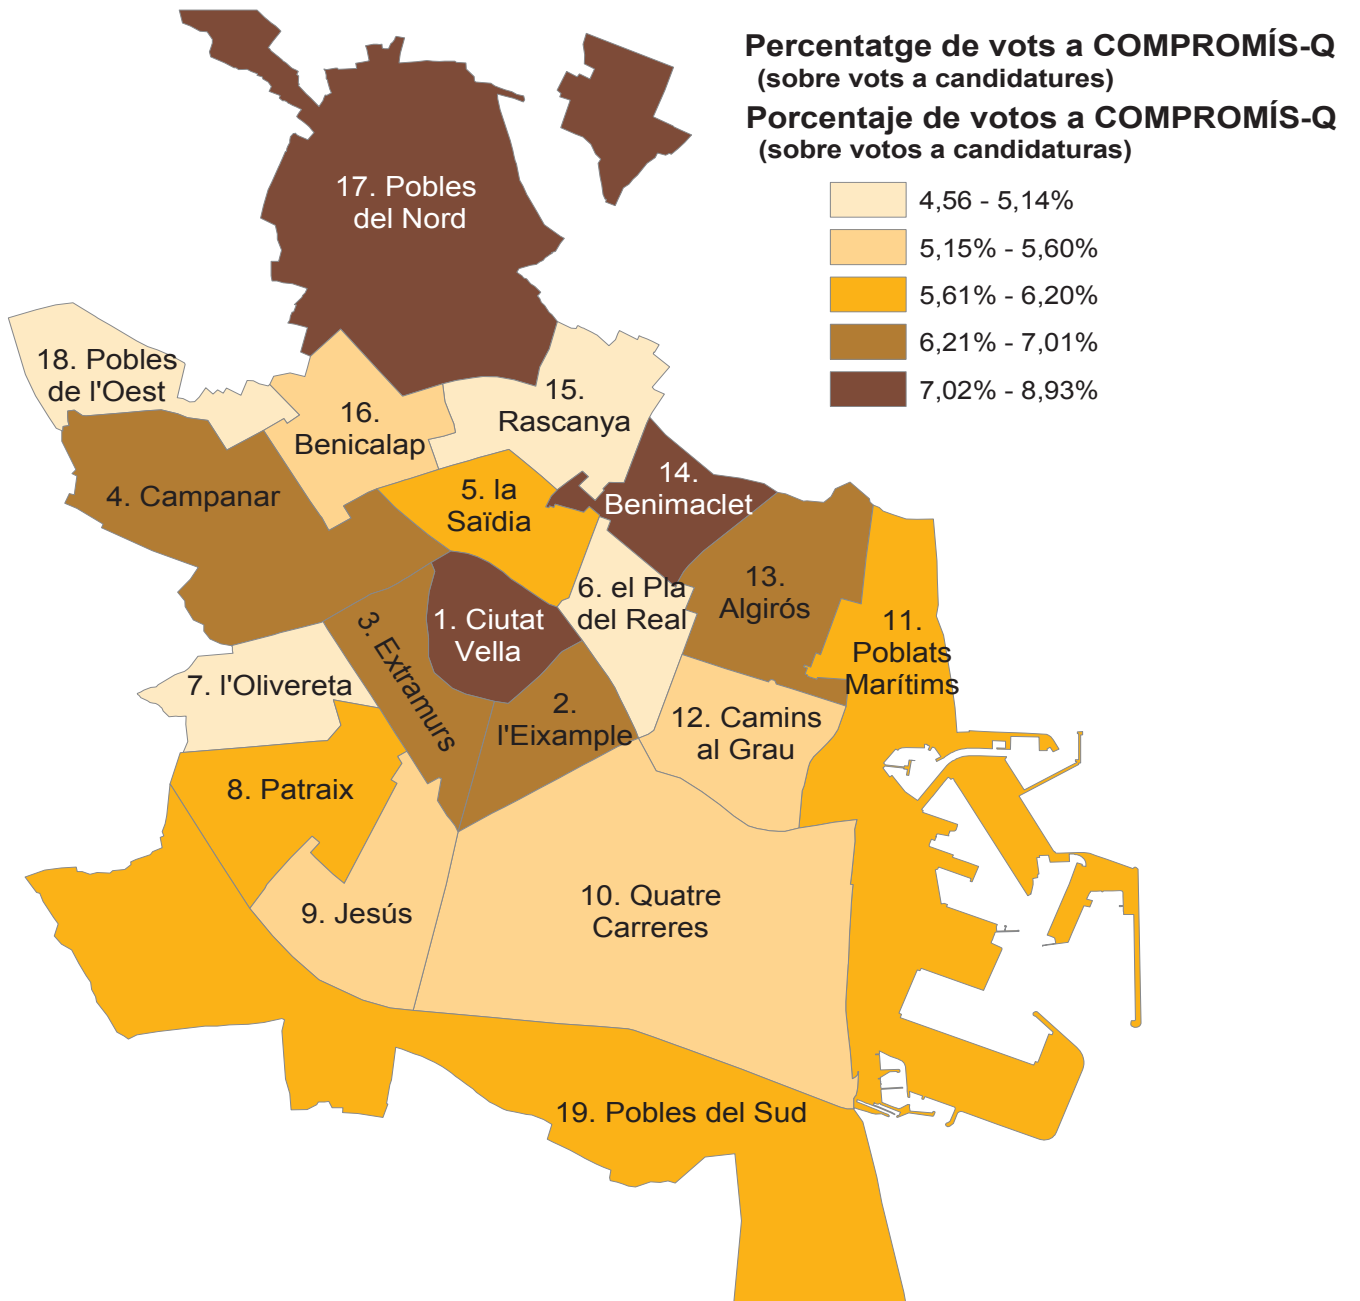 Percentatge de vots a COMPROMÍS-Q
(sobre vots a candidatures)
Porcentaje de votos a COMPROMÍS-Q
(sobre votos a candidaturas)
4,56 - 5,14%
5,15% - 5,60%
5,61% - 6,20%
6,21% - 7,01%
7,02% - 8,93%
17. Pobles
del Nord
18. Pobles
de l'Oest
16.
Benicalap
15.
Rascanya
4. Campanar
5. la
Saïdia
14.
Benimaclet
6. el Pla
del Real
13.
Algirós
1. Ciutat
Vella
3. Extramurs
11.
Poblats
Marítims
7. l'Olivereta
2.
l'Eixample
12. Camins
al Grau
8. Patraix
9. Jesús
10. Quatre
Carreres
19. Pobles del Sud